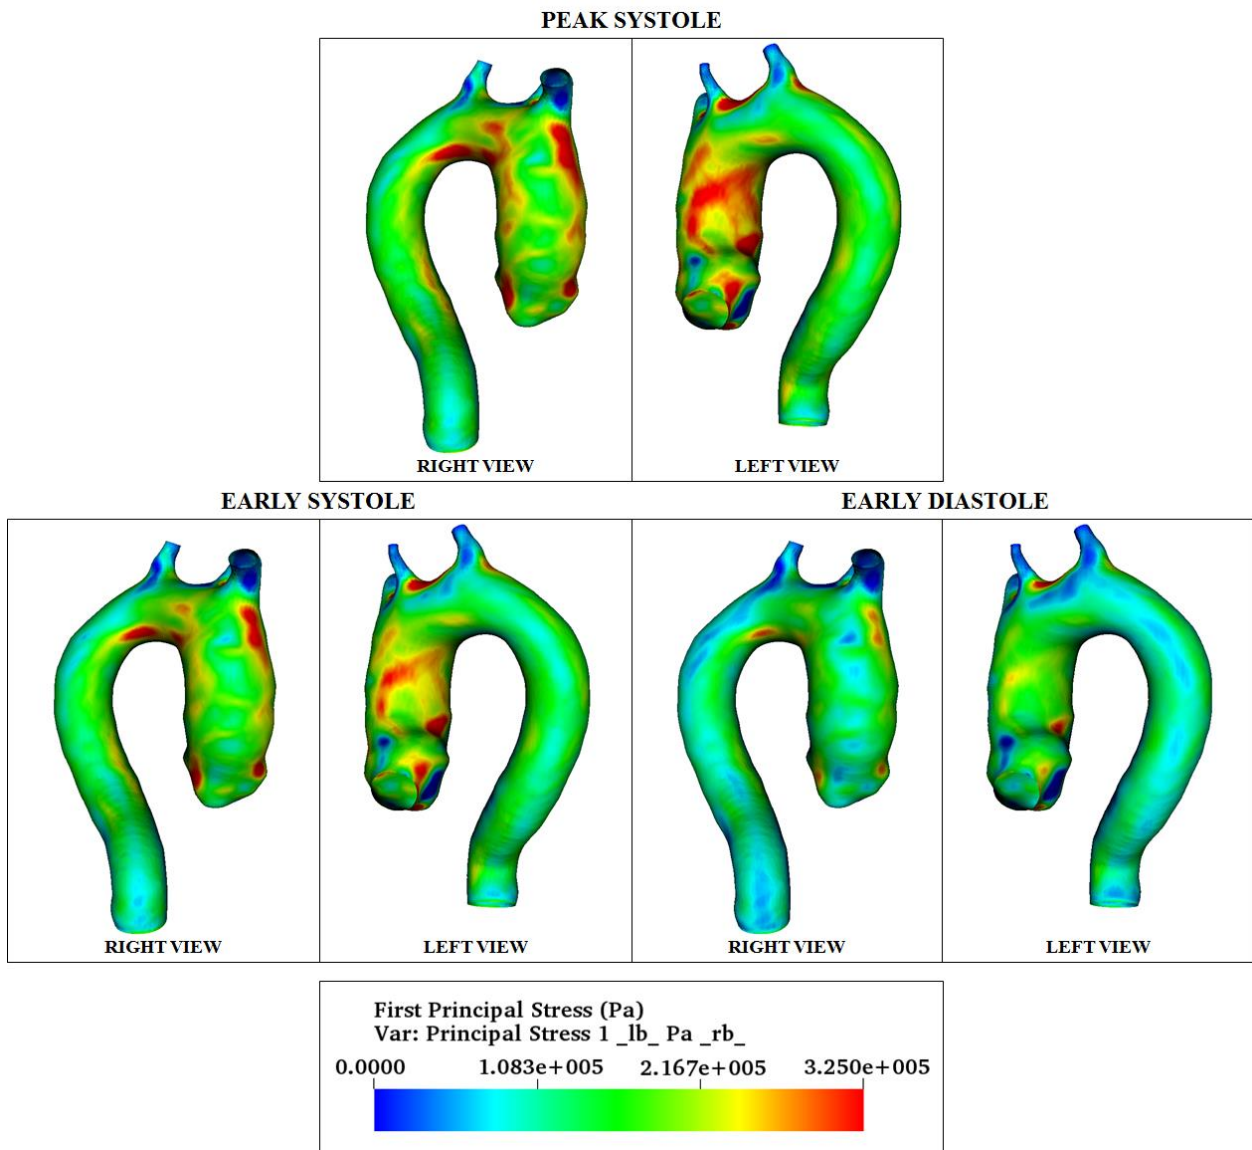 PEAK SYSTOLE
RIGHT VIEW
LEFT VIEW
EARLY SYSTOLE
EARLY DIASTOLE
RIGHT VIEW
LEFT VIEW
RIGHT VIEW
LEFT VIEW
First Principal Stress (Pa)
Var: Principal Stress 1 _lb_ Pa _rb_
0.0000 1.083e+005 2.167e+005 3.250e+005